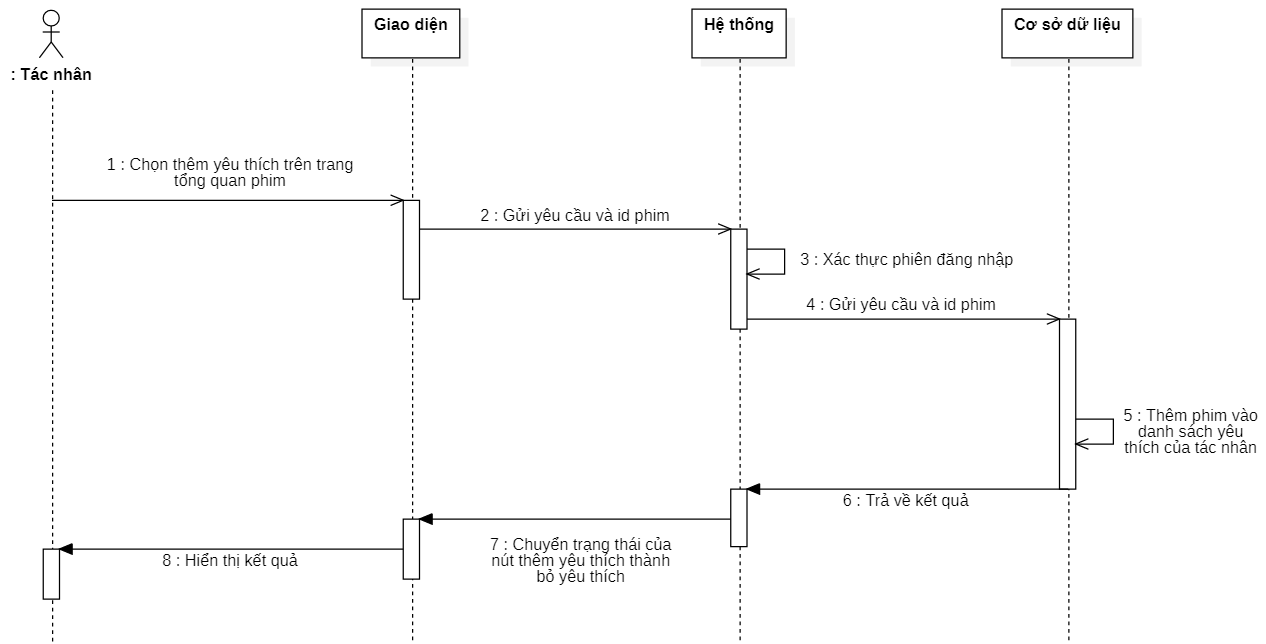 : Tác nhân
Giao diện
Hệ thống
Cơ sở dữ liệu
1 : Chọn thêm yêu thích trên trang
tổng quan phim
2 : Gửi yêu cầu và id phim
3 : Xác thực phiên đăng nhập
4 : Gửi yêu cầu và id phim
5 : Thêm phim vào
danh sách yêu
thích của tác nhân
6 : Trả về kết quả
7 : Chuyển trạng thái của
nút thêm yêu thích thành
bỏ yêu thích
8 : Hiển thị kết quả